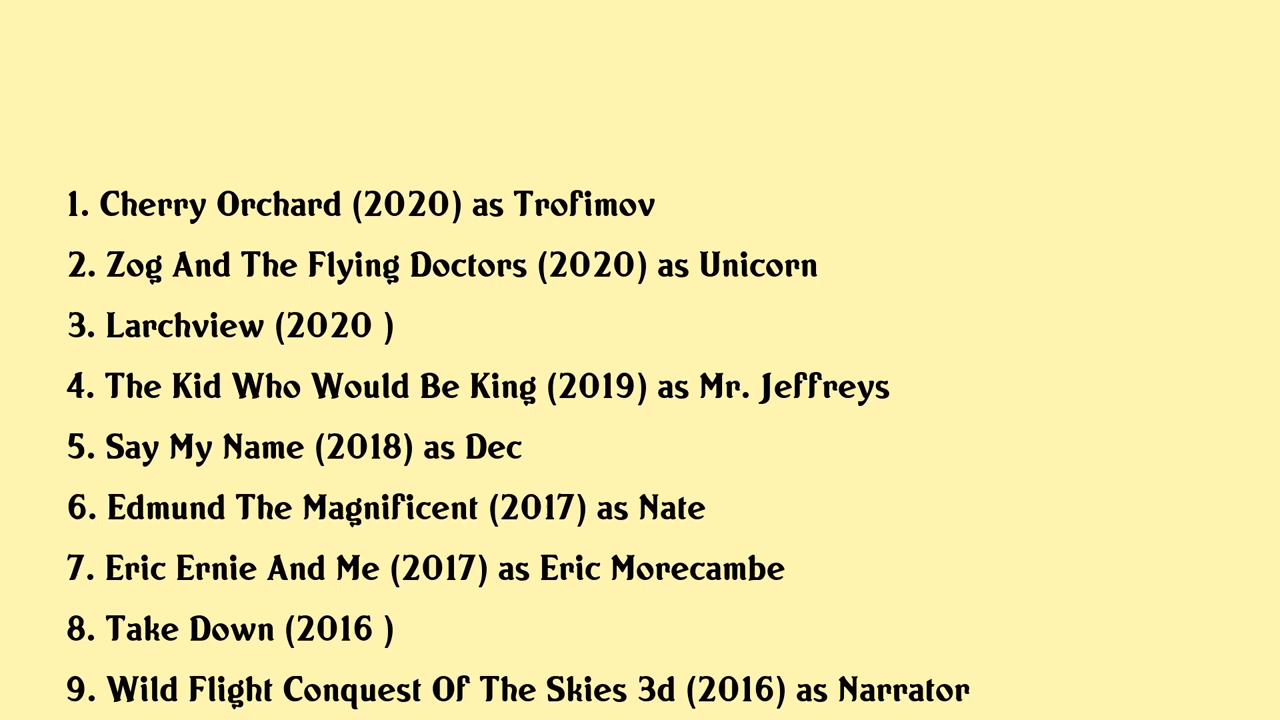 1. Cherry Orchard (2020) as Trofimov
2. Zog And The Flying Doctors (2020) as Unicorn
3. Larchview (2020 )
4. The Kid Who Would Be King (2019) as Mr. Jeffreys
5. Say My Name (2018) as Dec
6. Edmund The Magnificent (2017) as Nate
7. Eric Ernie And Me (2017) as Eric Morecambe
8. Take Down (2016 )
9. Wild Flight Conquest Of The Skies 3d (2016) as Narrator